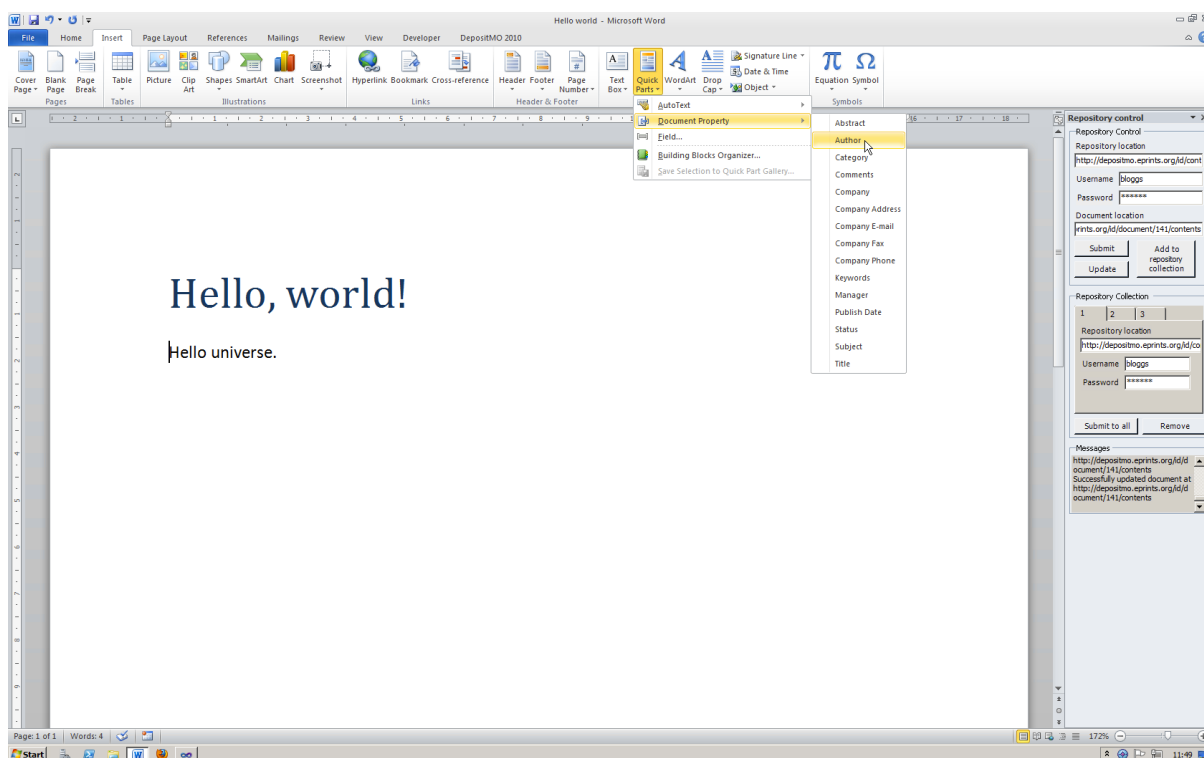 Hello world - Microsoft Word
File Home Insert Page Layout References Mailings Review View Developer DepositMO 2010
Cover Page Blank Page Page Break Table Picture Clip Art Shapes SmartArt Chart Screenshot Hyperlink Bookmark Cross-reference Header Footer Page Number Text Box Quick Parts WordArt Drop Cap Signature Line Equation Symbol
Date & Time
Object
Pages Tables Illustrations Links Header & Footer Symbols
AutoText
Document Property
Field...
Building Blocks Organizer...
Save Selection to Quick Part Gallery...
Abstract
Author
Category
Comments
Company
Company Address
Company E-mail
Company Fax
Company Phone
Keywords
Manager
Publish Date
Status
Subject
Title
Hello, world!
Hello universe.
Repository control
Repository Control
Repository location
http://depositmo.eprints.org/id/cont
Username bloggs
Password ******
Document location
rints.org/id/document/141/contents
Submit
Update
Add to repository collection
Repository Collection
1 2 3
Repository location
http://depositmo.eprints.org/id/co
Username bloggs
Password ******
Submit to all Remove
Messages
http://depositmo.eprints.org/id/d
ocument/141/contents
Successfully updated document at
http://depositmo.eprints.org/id/d
ocument/141/contents
Page: 1 of 1 Words: 4 172%
Start 11:49